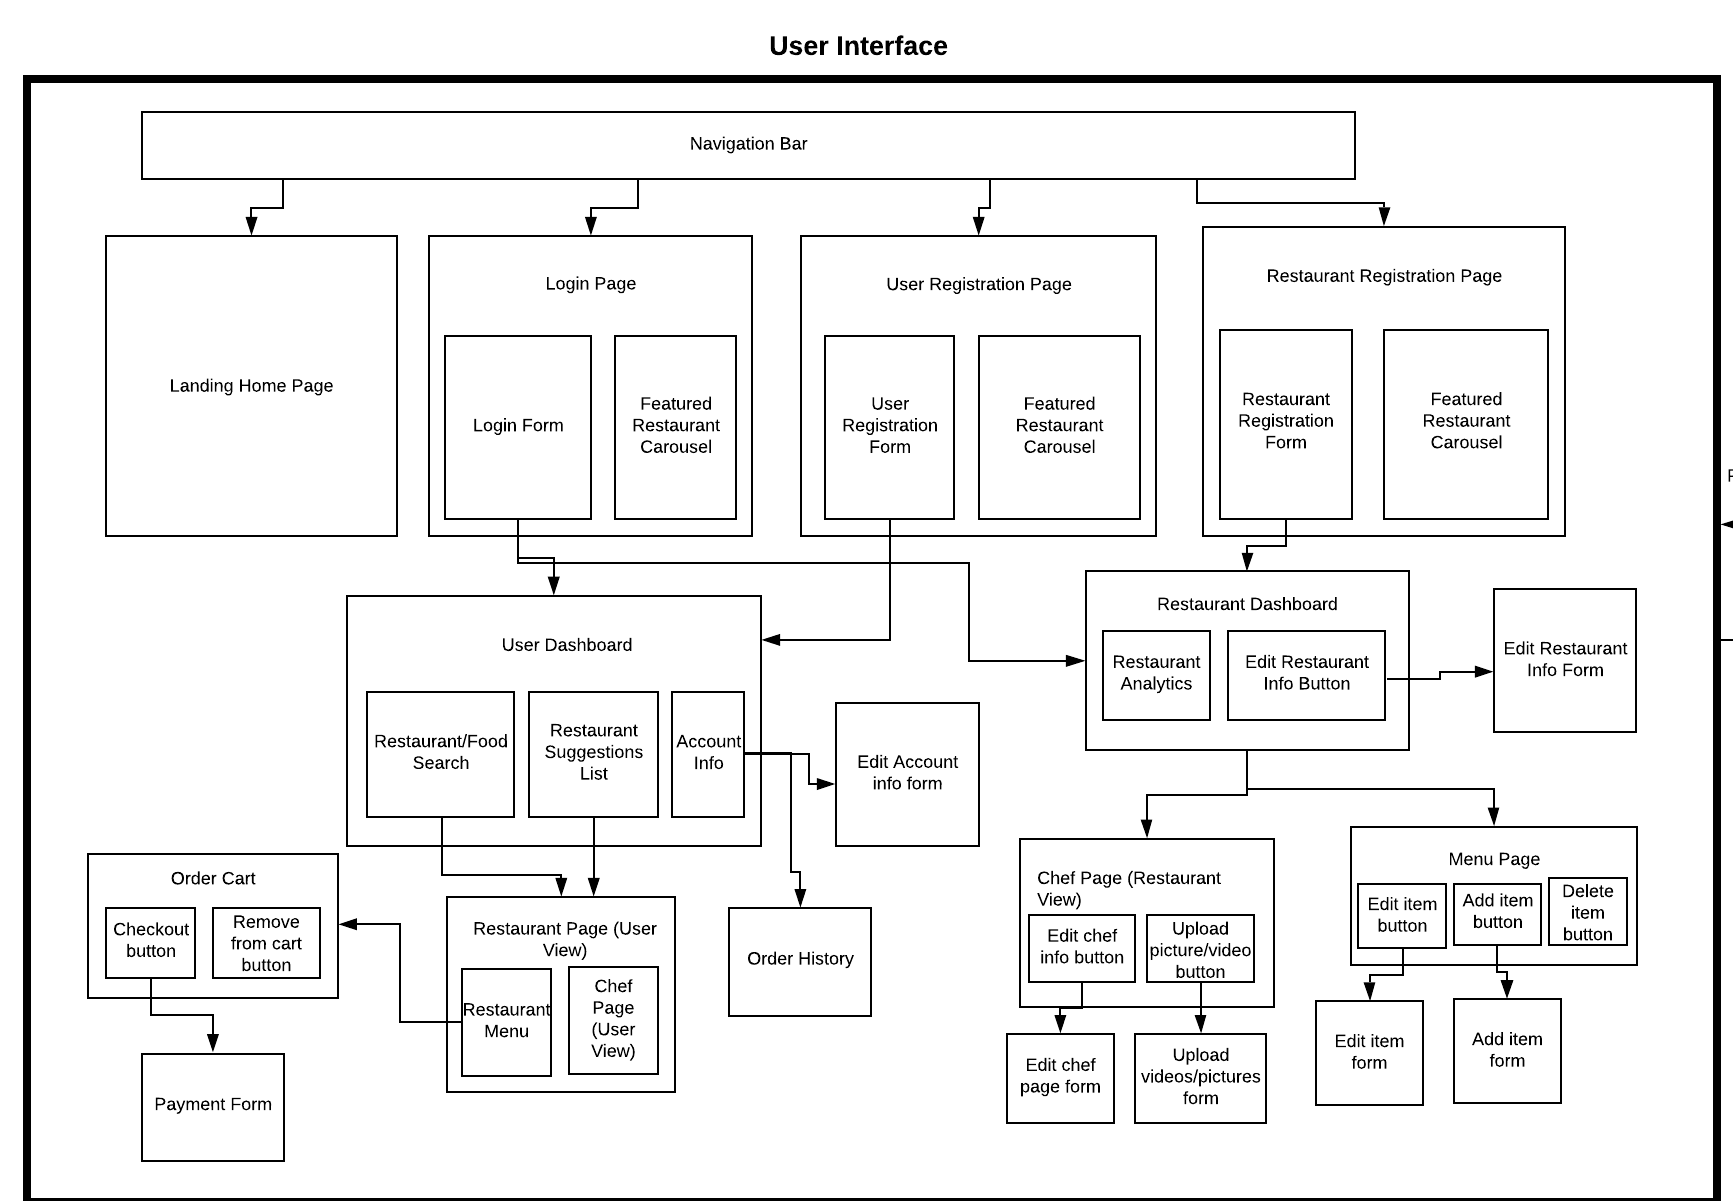 User Interface
Navigation Bar
Landing Home Page
Login Page
Login Form
Featured
Restaurant
Carousel
User Registration Page
User
Registration
Form
Featured
Restaurant
Carousel
Restaurant Registration Page
Restaurant
Registration
Form
Featured
Restaurant
Carousel
User Dashboard
Restaurant/Food
Search
Restaurant
Suggestions
List
Account
Info
Edit Account
info form
Restaurant Dashboard
Restaurant
Analytics
Edit Restaurant
Info Button
Edit Restaurant
Info Form
Order Cart
Checkout
button
Remove
from cart
button
Payment Form
Restaurant Page (User
View)
Restaurant
Menu
Chef
Page
(User
View)
Order History
Chef Page (Restaurant
View)
Edit chef
info button
Upload
picture/video
button
Edit chef
page form
Upload
videos/pictures
form
Menu Page
Edit item
button
Add item
button
Delete
item
button
Edit item
form
Add item
form